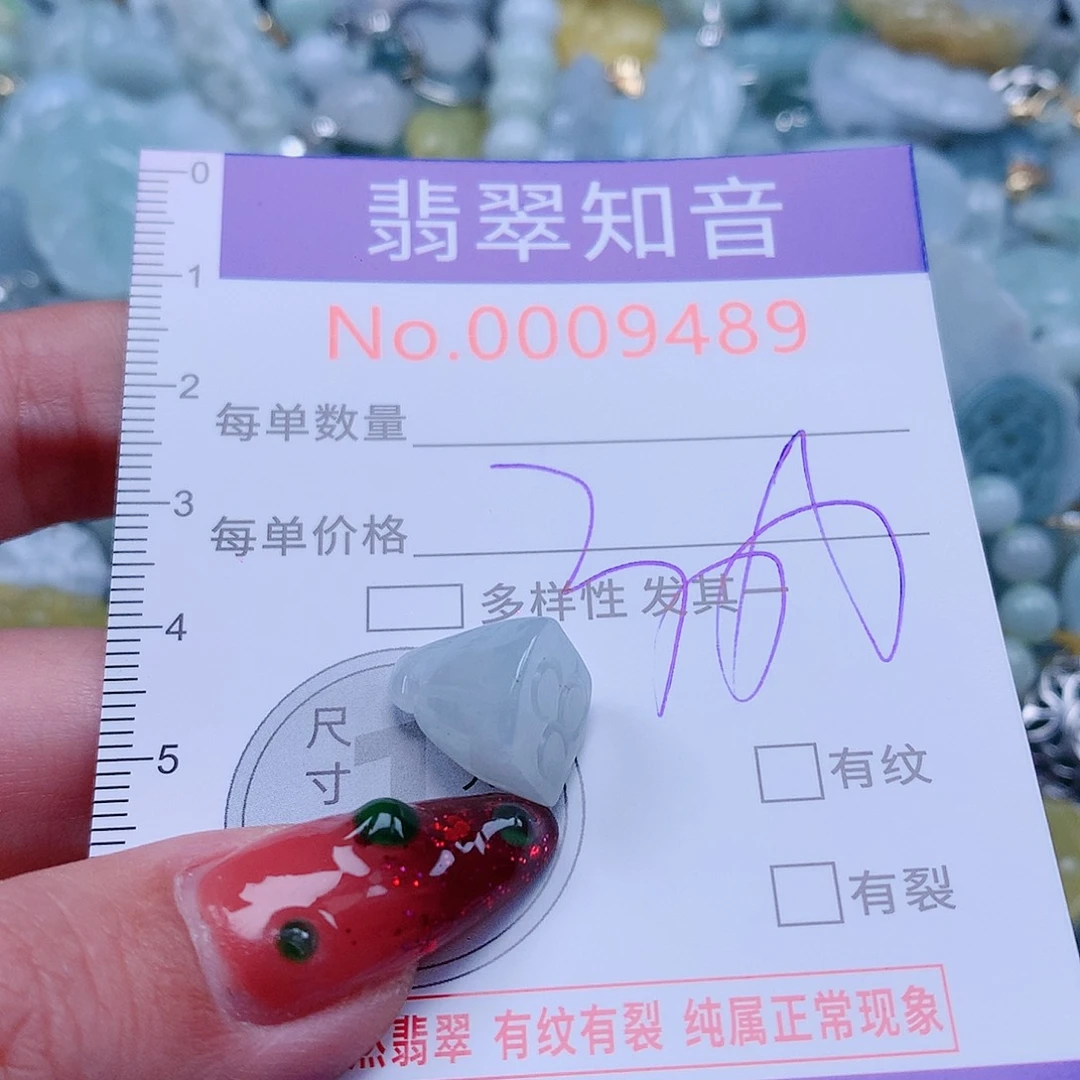 翡翠知音
No.0009489
0
1
2
3
4
5
每单数量
每单价格
多样性 发其一
尺
寸
有纹
有裂
翡翠 有纹有裂 纯属正常现象